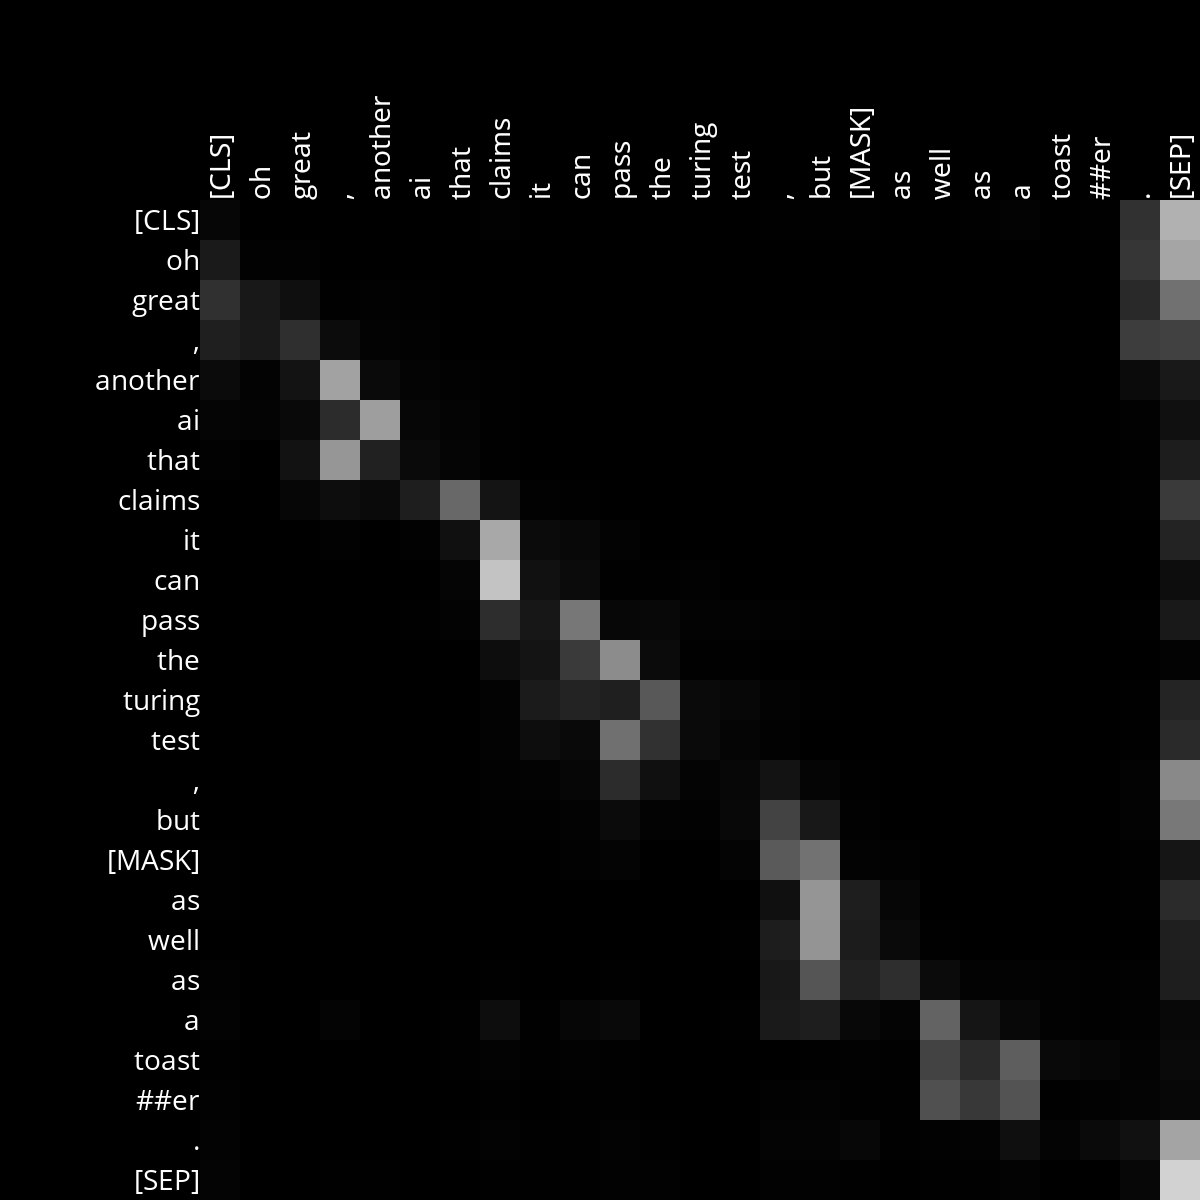 [CLS] oh great , another ai that claims it can pass the turing test , but [MASK] as well as a toast ##er . [SEP]
[CLS]
oh
great
,
another
ai
that
claims
it
can
pass
the
turing
test
,
but
[MASK]
as
well
as
a
toast
##er
.
[SEP]